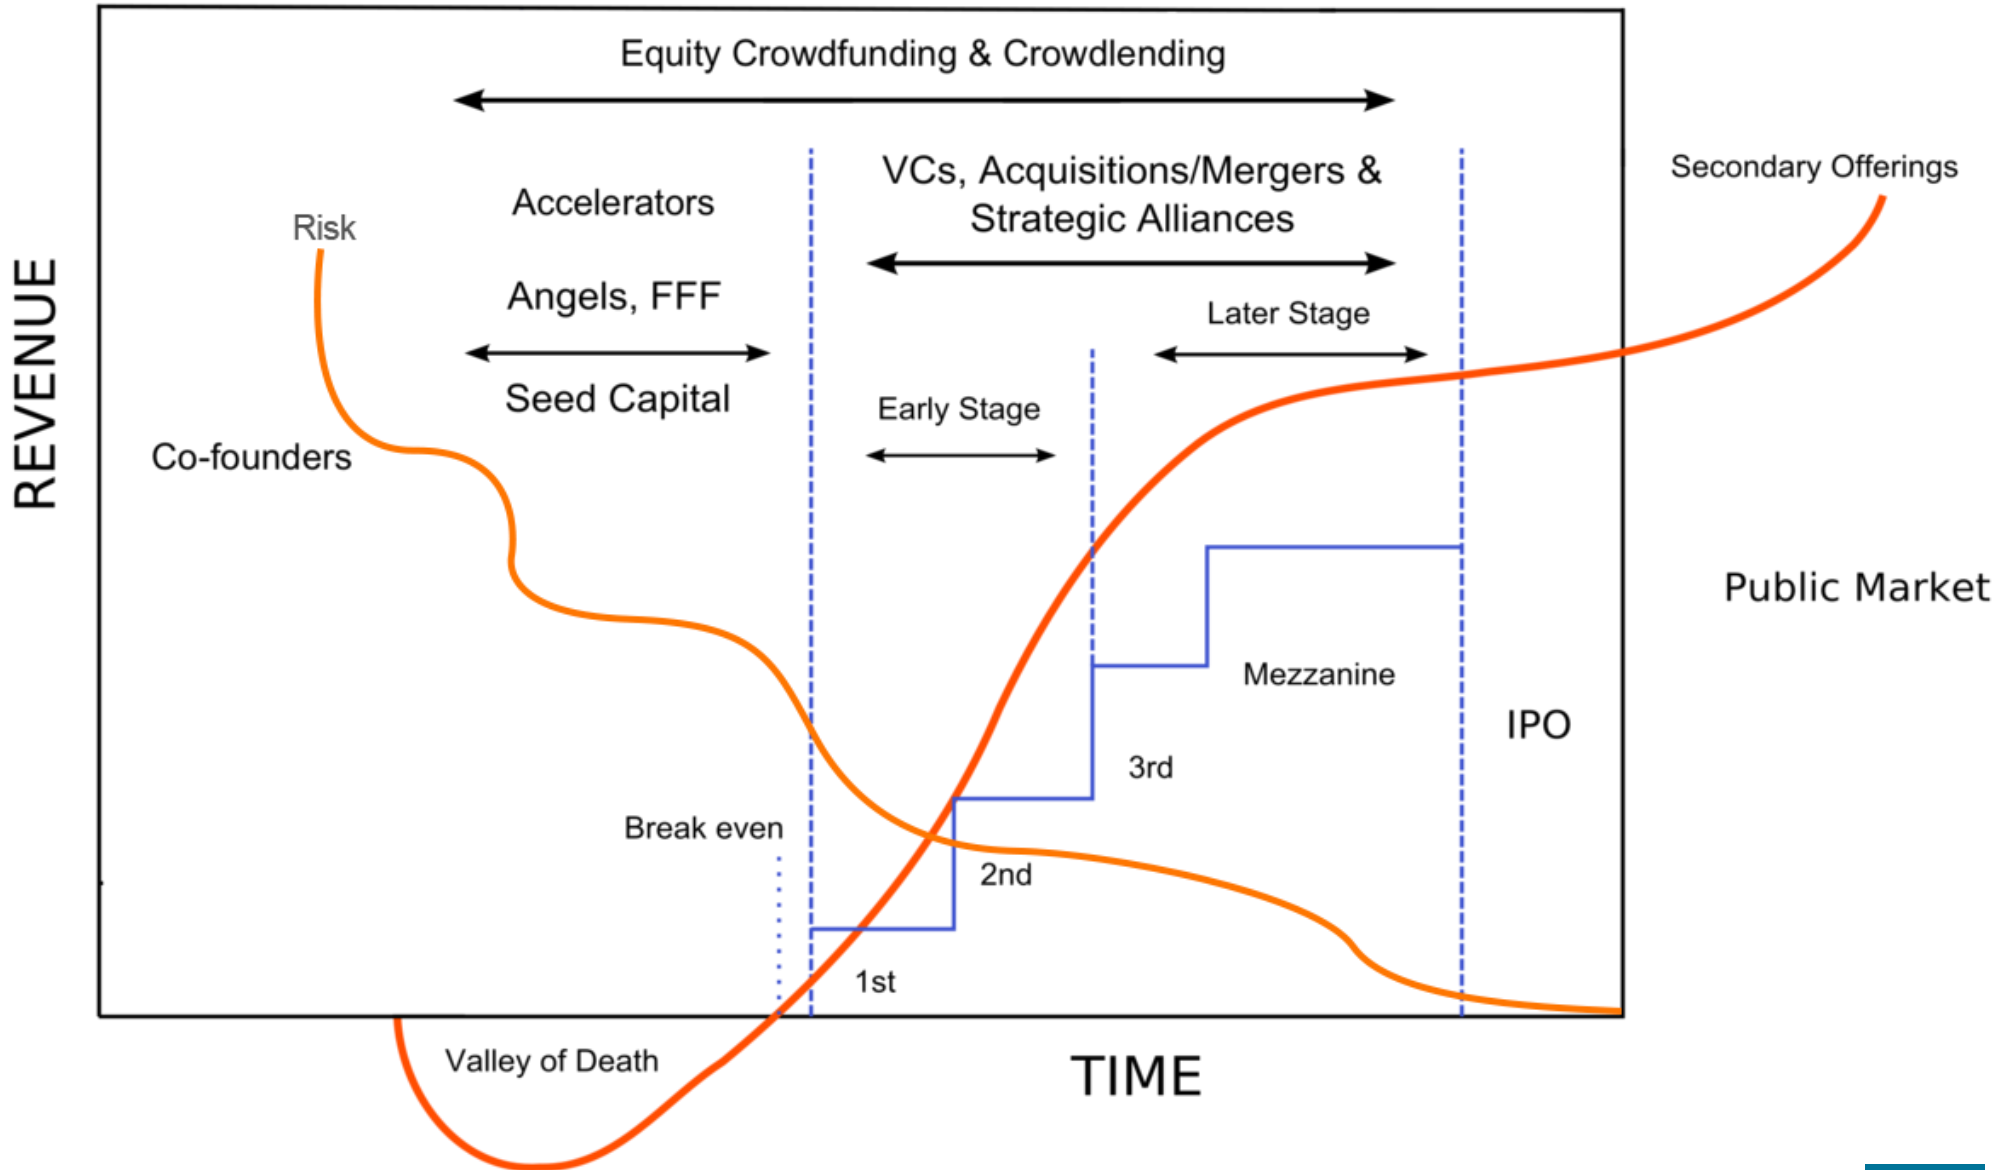 Equity Crowdfunding & Crowdlending
VCs, Acquisitions/Mergers &
Strategic Alliances
Secondary Offerings
Accelerators
Risk
Angels, FFF
Later Stage
Seed Capital
Early Stage
REVENUE
Co-founders
Public Market
Mezzanine
IPO
3rd
Break even
2nd
1st
Valley of Death
TIME